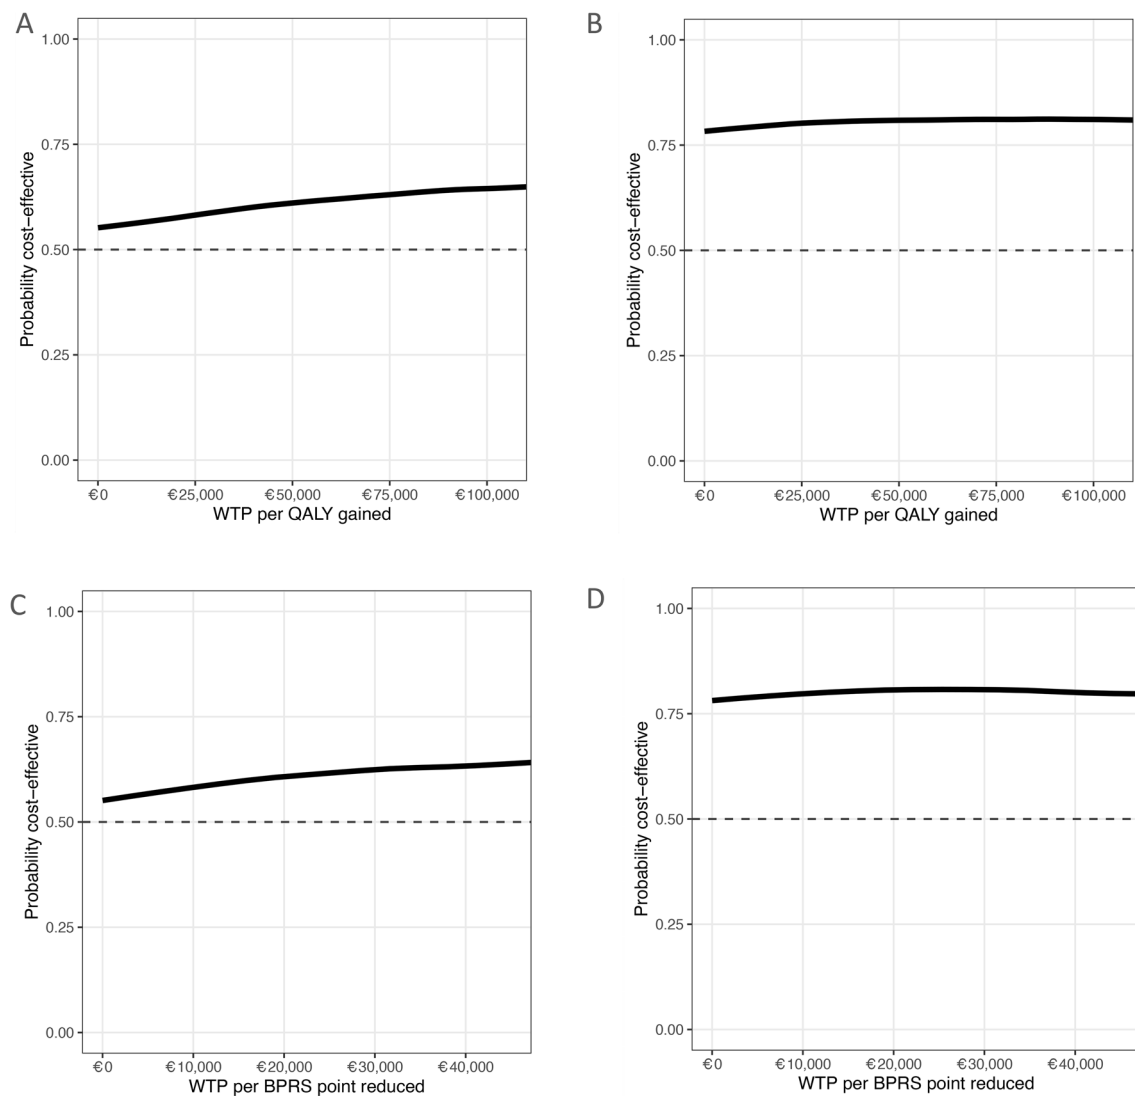 A
1.00
0.75
0.50
0.25
0.00
Probability cost−effective
€0 €25,000 €50,000 €75,000 €100,000
WTP per QALY gained
B
1.00
0.75
0.50
0.25
0.00
Probability cost−effective
€0 €25,000 €50,000 €75,000 €100,000
WTP per QALY gained
C
1.00
0.75
0.50
0.25
0.00
Probability cost−effective
€0 €10,000 €20,000 €30,000 €40,000
WTP per BPRS point reduced
D
1.00
0.75
0.50
0.25
0.00
Probability cost−effective
€0 €10,000 €20,000 €30,000 €40,000
WTP per BPRS point reduced